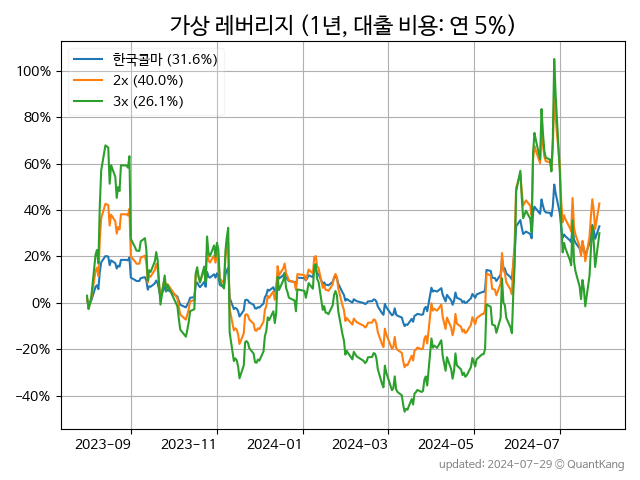 가상 레버리지 (1년, 대출 비용: 연 5%)
한국콜마 (31.6%)
2x (40.0%)
3x (26.1%)
100%
80%
60%
40%
20%
0%
−20%
−40%
2023-09
2023-11
2024-01
2024-03
2024-05
2024-07
updated: 2024-07-29 © QuantKang